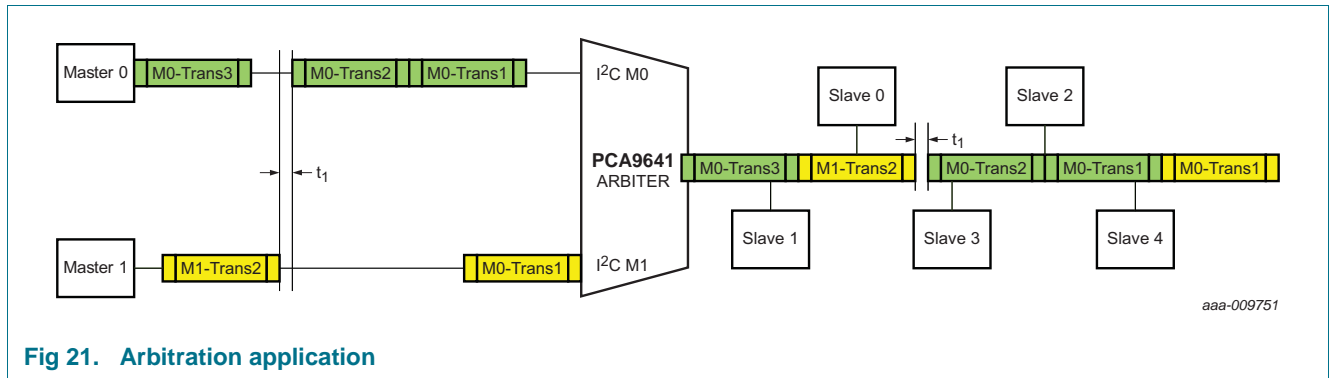 Master 0
M0-Trans3
M0-Trans2
M0-Trans1
I²C M0
Slave 0
Slave 2
t1
PCA9641
ARBITER
M0-Trans3
M1-Trans2
t1
M0-Trans2
M0-Trans1
M0-Trans1
Slave 1
Slave 3
Slave 4
Master 1
M1-Trans2
M0-Trans1
I²C M1
aaa-009751
Fig 21. Arbitration application